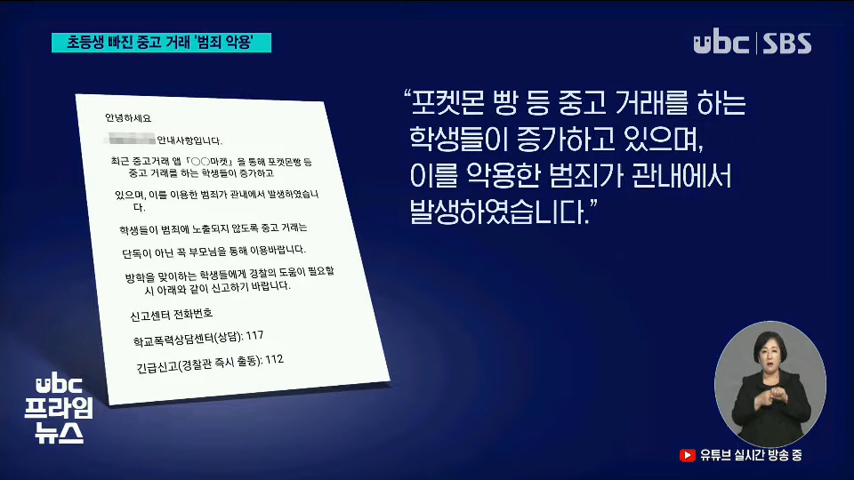 초등생 빠진 중고 거래 '범죄 악용'
ubc SBS
안녕하세요
안내사항입니다.
최근 중고거래 앱 『○○마켓』을 통해 포켓몬빵 등
중고 거래를 하는 학생들이 증가하고
있으며, 이를 이용한 범죄가 관내에서 발생하였습니
다.
학생들이 범죄에 노출되지 않도록 중고 거래는
단독이 아닌 꼭 부모님을 통해 이용바랍니다.
방학을 맞이하는 학생들에게 경찰의 도움이 필요할
시 아래와 같이 신고하기 바랍니다.
신고센터 전화번호
학교폭력상담센터(상담): 117
긴급신고(경찰관 즉시 출동): 112
“포켓몬 빵 등 중고 거래를 하는
학생들이 증가하고 있으며,
이를 악용한 범죄가 관내에서
발생하였습니다.”
ubc
프라임
뉴스
유튜브 실시간 방송 중